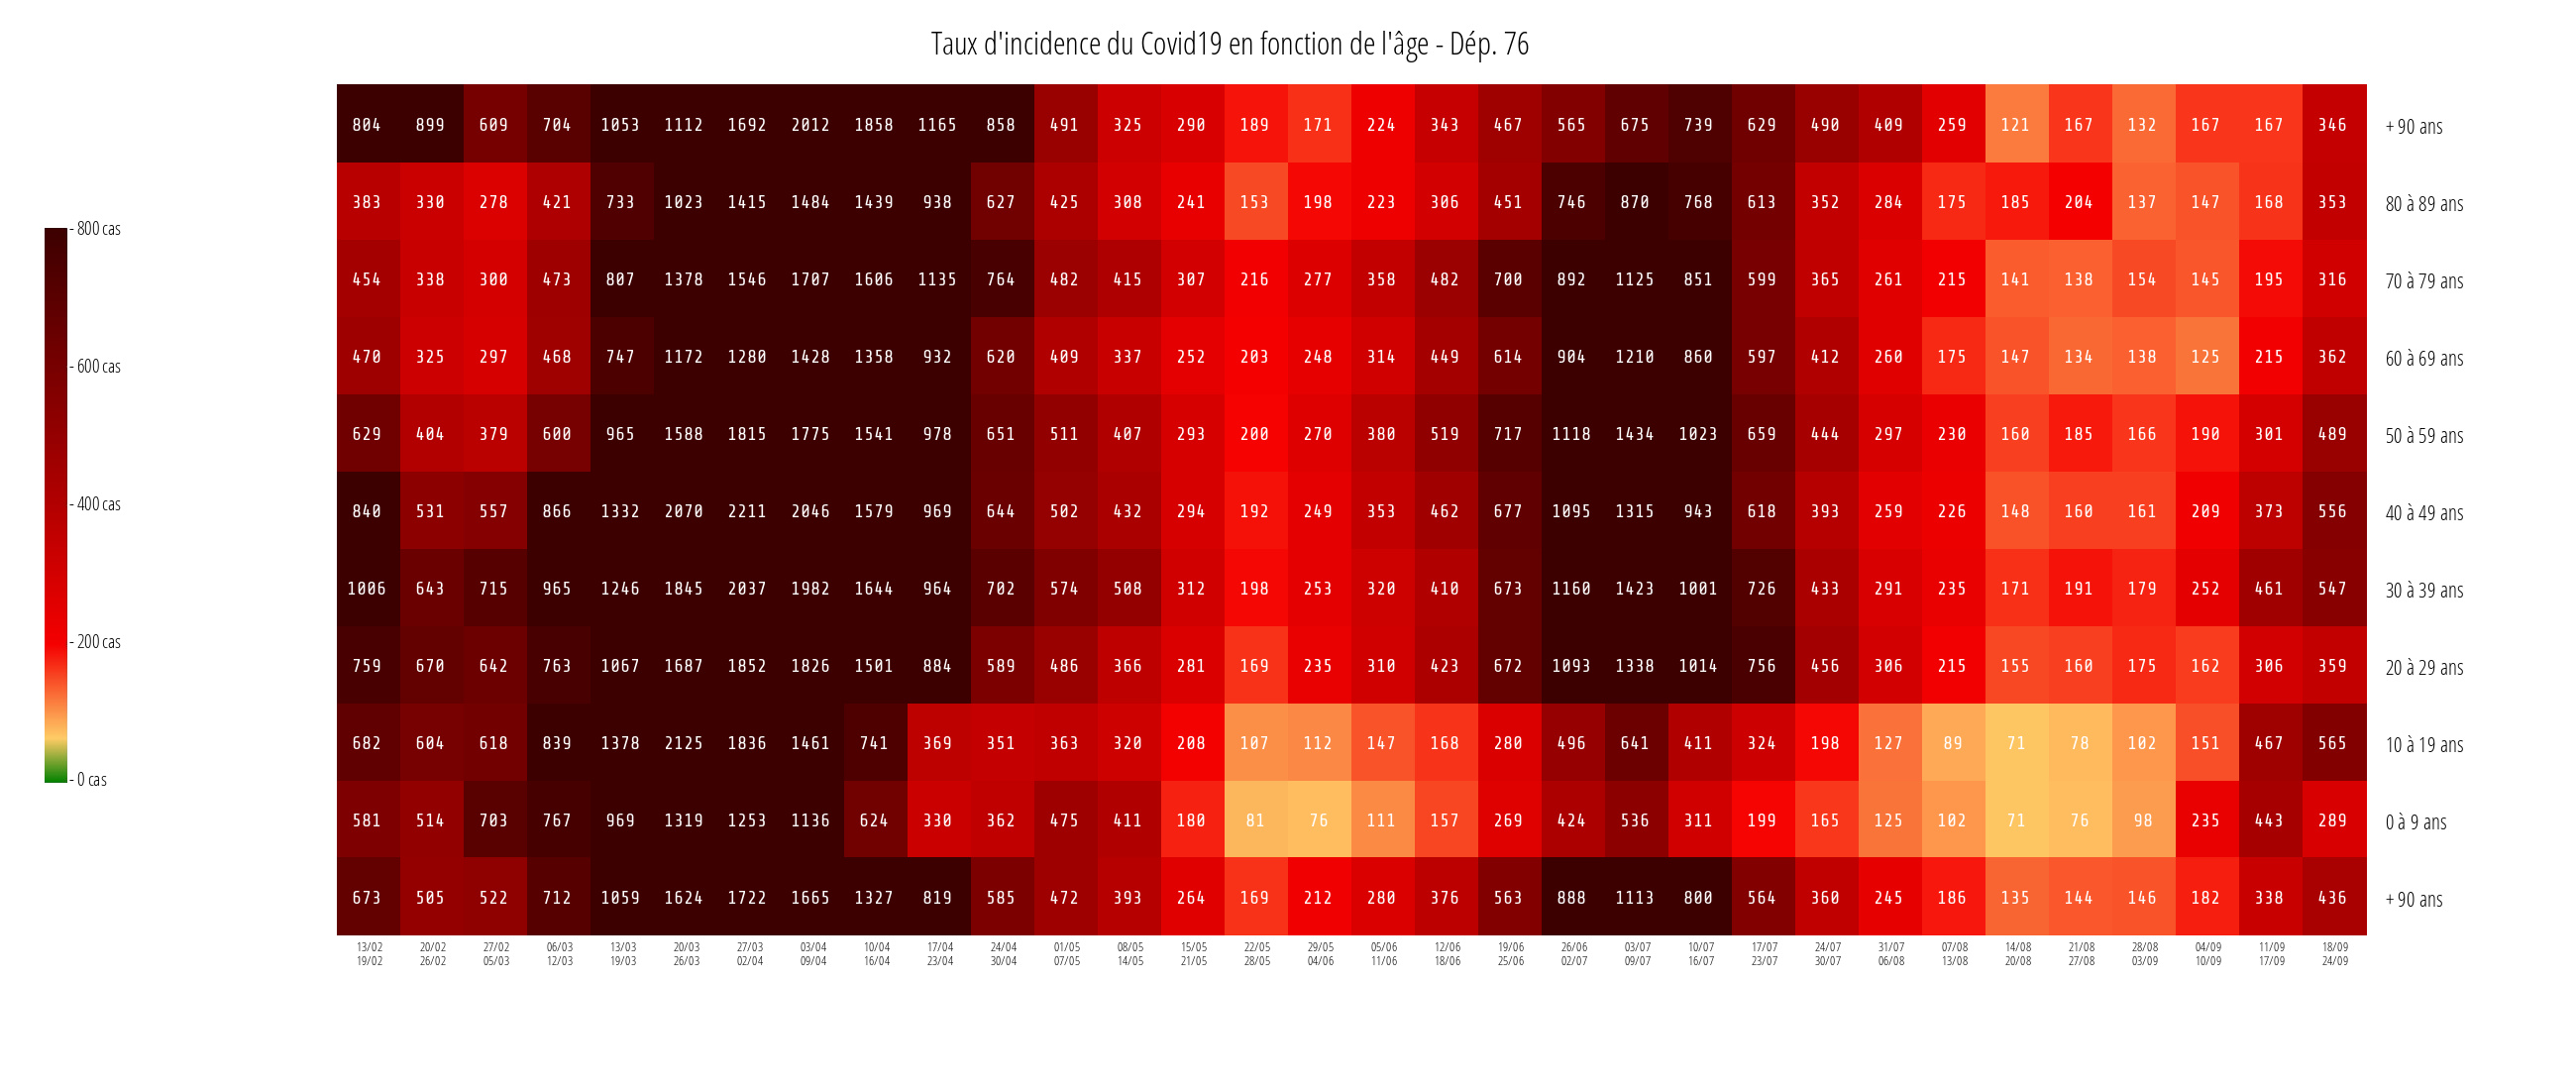 Taux d'incidence du Covid19 en fonction de l'âge - Dép. 76
804 899 609 704 1053 1112 1692 2012 1858 1165 858 491 325 290 189 171 224 343 467 565 675 739 629 490 409 259 121 167 132 167 167 346 + 90 ans
383 330 278 421 733 1023 1415 1484 1439 938 627 425 308 241 153 198 223 306 451 746 870 768 613 352 284 175 185 204 137 147 168 353 80 à 89 ans
- 800 cas
454 338 300 473 807 1378 1546 1707 1606 1135 764 482 415 307 216 277 358 482 700 892 1125 851 599 365 261 215 141 138 154 145 195 316 70 à 79 ans
470 325 297 468 747 1172 1280 1428 1358 932 620 409 337 252 203 248 314 449 614 904 1210 860 597 412 260 175 147 134 138 125 215 362 60 à 69 ans
- 600 cas
629 404 379 600 965 1588 1815 1775 1541 978 651 511 407 293 200 270 380 519 717 1118 1434 1023 659 444 297 230 160 185 166 190 301 489 50 à 59 ans
- 400 cas
840 531 557 866 1332 2070 2211 2046 1579 969 644 502 432 294 192 249 353 462 677 1095 1315 943 618 393 259 226 148 160 161 209 373 556 40 à 49 ans
1006 643 715 965 1246 1845 2037 1982 1644 964 702 574 508 312 198 253 320 410 673 1160 1423 1001 726 433 291 235 171 191 179 252 461 547 30 à 39 ans
- 200 cas
759 670 642 763 1067 1687 1852 1826 1501 884 589 486 366 281 169 235 310 423 672 1093 1338 1014 756 456 306 215 155 160 175 162 306 359 20 à 29 ans
682 604 618 839 1378 2125 1836 1461 741 369 351 363 320 208 107 112 147 168 280 496 641 411 324 198 127 89 71 78 102 151 467 565 10 à 19 ans
- 0 cas
581 514 703 767 969 1319 1253 1136 624 330 362 475 411 180 81 76 111 157 269 424 536 311 199 165 125 102 71 76 98 235 443 289 0 à 9 ans
673 505 522 712 1059 1624 1722 1665 1327 819 585 472 393 264 169 212 280 376 563 888 1113 800 564 360 245 186 135 144 146 182 338 436 + 90 ans
13/02 20/02 27/02 06/03 13/03 20/03 27/03 03/04 10/04 17/04 24/04 01/05 08/05 15/05 22/05 29/05 05/06 12/06 19/06 26/06 03/07 10/07 17/07 24/07 31/07 07/08 14/08 21/08 28/08 04/09 11/09 18/09
19/02 26/02 05/03 12/03 19/03 26/03 02/04 09/04 16/04 23/04 30/04 07/05 14/05 21/05 28/05 04/06 11/06 18/06 25/06 02/07 09/07 16/07 23/07 30/07 06/08 13/08 20/08 27/08 03/09 10/09 17/09 24/09